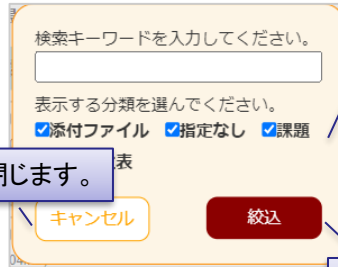 検索キーワードを入力してください。
表示する分類を選んでください。
添付ファイル 指定なし 課題
表
閉じます。
キャンセル 絞込